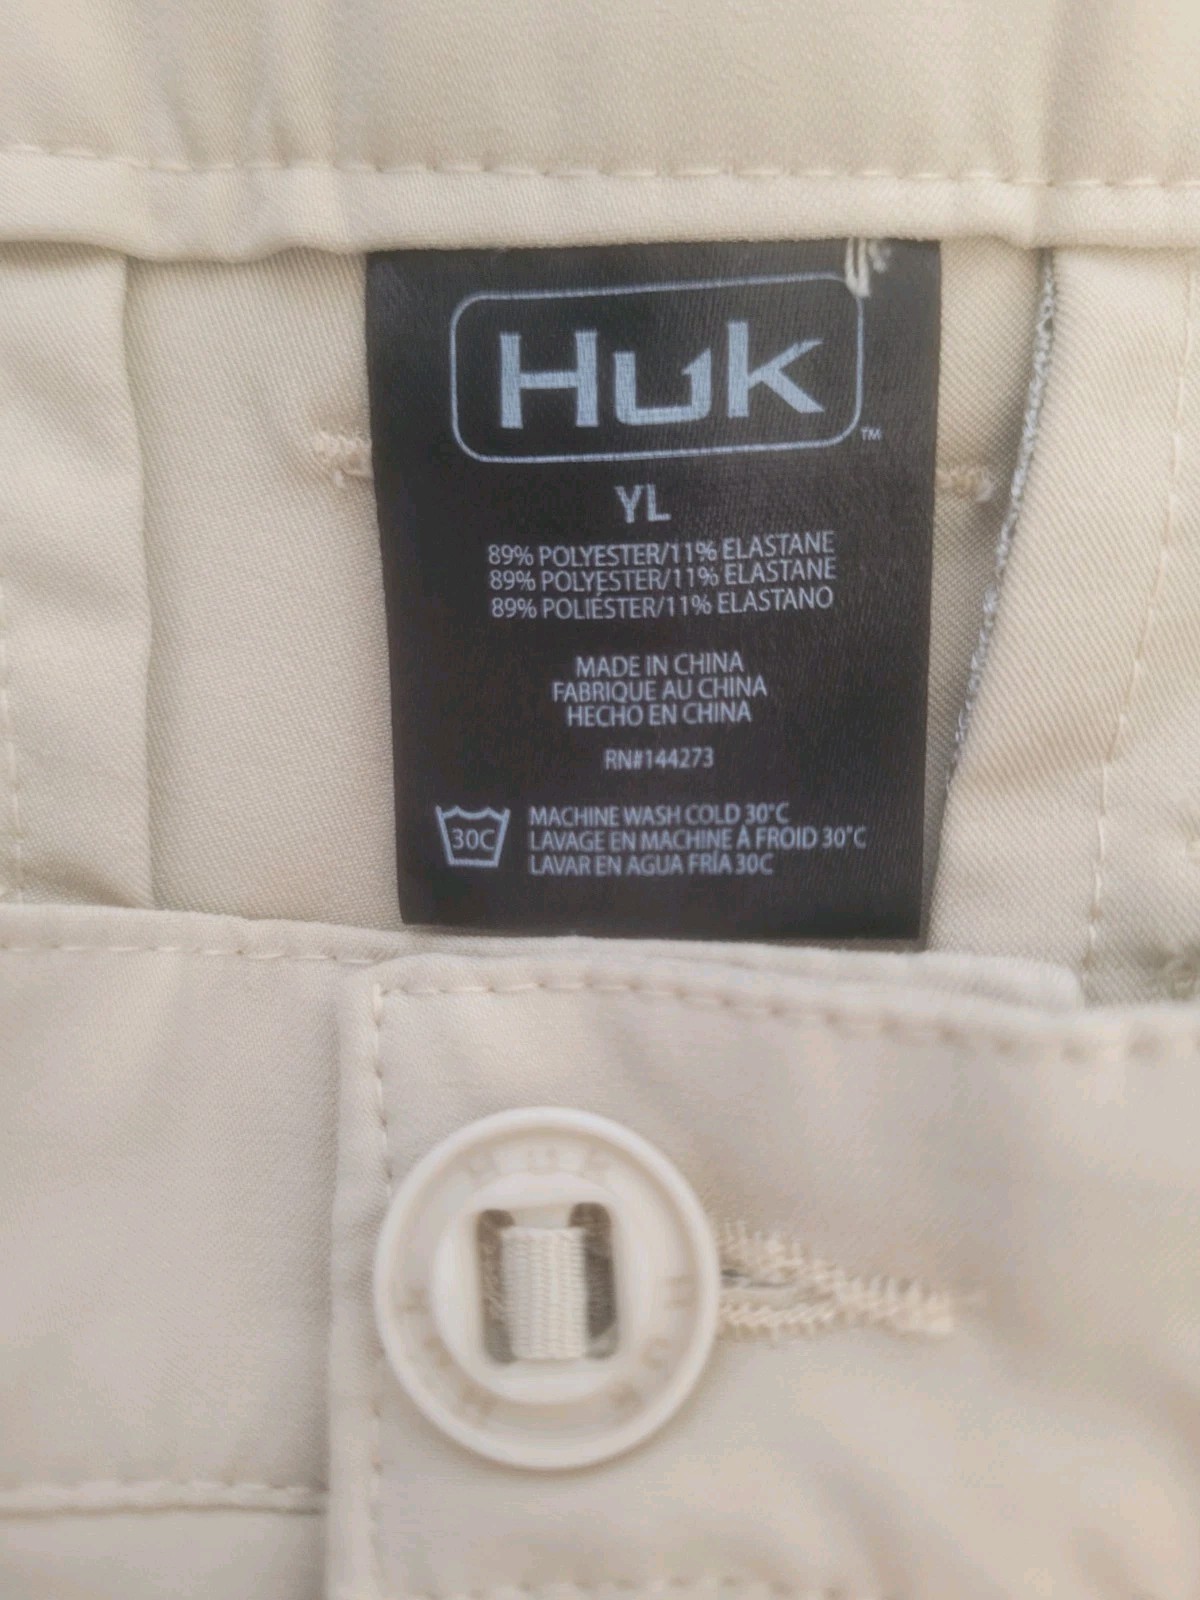 Huk™
YL
89% POLYESTER/11% ELASTANE
89% POLYESTER/11% ELASTANE
89% POLIÉSTER/11% ELASTANO
MADE IN CHINA
FABRIQUE AU CHINA
HECHO EN CHINA
RN#144273
30C
MACHINE WASH COLD 30°C
LAVAGE EN MACHINE À FROID 30°C
LAVAR EN AGUA FRÍA 30C